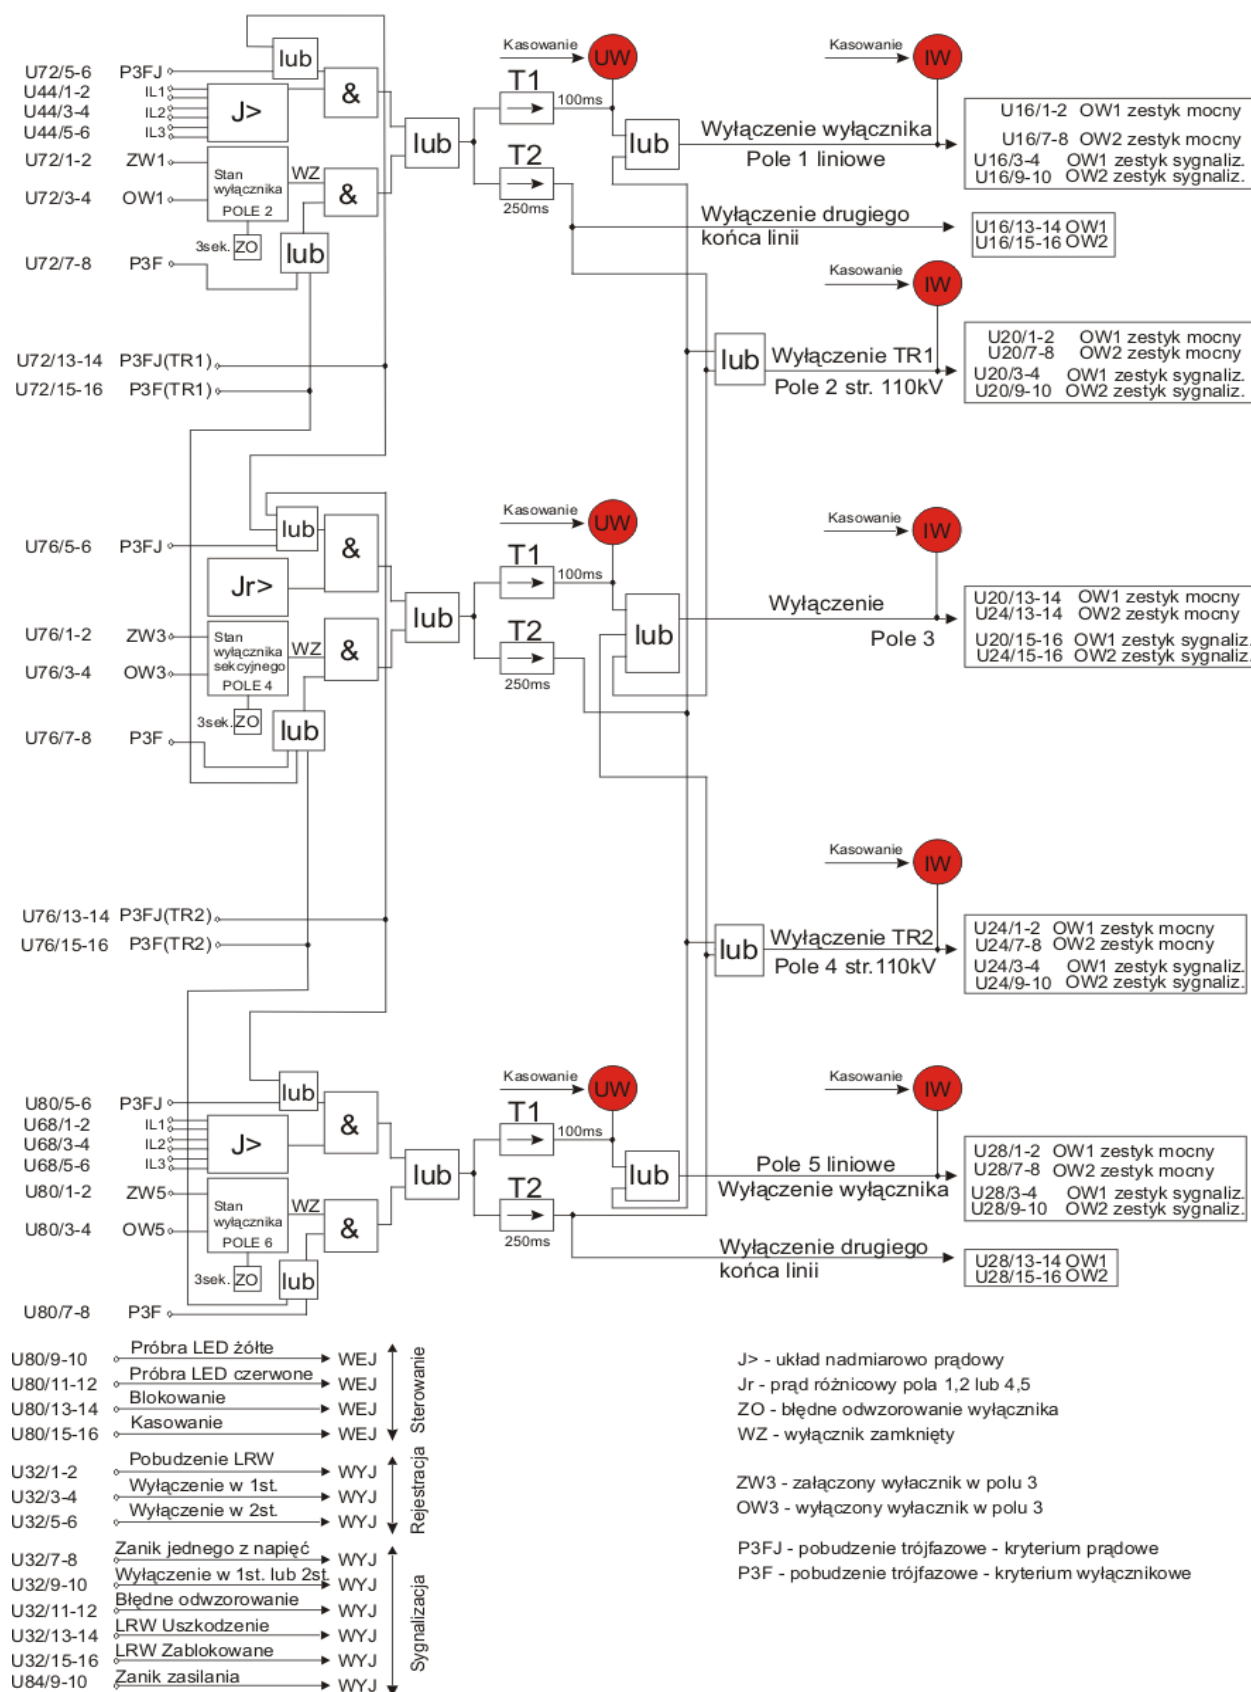 Kasowanie UW Kasowanie IW
lub
U72/5-6 P3FJ
U44/1-2 IL1
U44/3-4 IL2
U44/5-6 IL3
J>
&
T1
100ms
U72/1-2 ZW1
U72/3-4 OW1
Stan
wyłącznika
POLE 2
WZ
&
lub
T2
250ms
lub
Wyłączenie wyłącznika
Pole 1 liniowe
U16/1-2 OW1 zestyk mocny
U16/7-8 OW2 zestyk mocny
U16/3-4 OW1 zestyk sygnaliz.
U16/9-10 OW2 zestyk sygnaliz.
3sek. ZO
lub
U72/7-8 P3F
Wyłączenie drugiego
końca linii
U16/13-14 OW1
U16/15-16 OW2
Kasowanie IW
U72/13-14 P3FJ(TR1)
U72/15-16 P3F(TR1)
lub
Wyłączenie TR1
Pole 2 str. 110kV
U20/1-2 OW1 zestyk mocny
U20/7-8 OW2 zestyk mocny
U20/3-4 OW1 zestyk sygnaliz.
U20/9-10 OW2 zestyk sygnaliz.
Kasowanie UW Kasowanie IW
U76/5-6 P3FJ
lub
&
Jr>
T1
100ms
U76/1-2 ZW3
U76/3-4 OW3
Stan
wyłącznika
sekcyjnego
POLE 4
WZ
&
lub
T2
250ms
lub
Wyłączenie
Pole 3
U20/13-14 OW1 zestyk mocny
U24/13-14 OW2 zestyk mocny
U20/15-16 OW1 zestyk sygnaliz.
U24/15-16 OW2 zestyk sygnaliz.
3sek. ZO
lub
U76/7-8 P3F
Kasowanie IW
U76/13-14 P3FJ(TR2)
U76/15-16 P3F(TR2)
lub
Wyłączenie TR2
Pole 4 str.110kV
U24/1-2 OW1 zestyk mocny
U24/7-8 OW2 zestyk mocny
U24/3-4 OW1 zestyk sygnaliz.
U24/9-10 OW2 zestyk sygnaliz.
Kasowanie UW Kasowanie IW
U80/5-6 P3FJ
lub
U68/1-2 IL1
U68/3-4 IL2
U68/5-6 IL3
J>
&
T1
100ms
U80/1-2 ZW5
U80/3-4 OW5
Stan
wyłącznika
POLE 6
WZ
&
lub
T2
250ms
lub
Pole 5 liniowe
Wyłączenie wyłącznika
U28/1-2 OW1 zestyk mocny
U28/7-8 OW2 zestyk mocny
U28/3-4 OW1 zestyk sygnaliz.
U28/9-10 OW2 zestyk sygnaliz.
3sek. ZO
lub
U80/7-8 P3F
Wyłączenie drugiego
końca linii
U28/13-14 OW1
U28/15-16 OW2
U80/9-10 Próbra LED żółte WEJ
U80/11-12 Próbra LED czerwone WEJ
U80/13-14 Blokowanie WEJ
U80/15-16 Kasowanie WEJ
Sterowanie
U32/1-2 Pobudzenie LRW WYJ
U32/3-4 Wyłączenie w 1st. WYJ
U32/5-6 Wyłączenie w 2st. WYJ
Rejestracja
U32/7-8 Zanik jednego z napięć WYJ
U32/9-10 Wyłączenie w 1st. lub 2st. WYJ
U32/11-12 Błędne odwzorowanie WYJ
U32/13-14 LRW Uszkodzenie WYJ
U32/15-16 LRW Zablokowane WYJ
U84/9-10 Zanik zasilania WYJ
Sygnalizacja
J> - układ nadmiarowo prądowy
Jr - prąd różnicowy pola 1,2 lub 4,5
ZO - błędne odwzorowanie wyłącznika
WZ - wyłącznik zamknięty
ZW3 - załączony wyłacznik w polu 3
OW3 - wyłączony wyłacznik w polu 3
P3FJ - pobudzenie trójfazowe - kryterium prądowe
P3F - pobudzenie trójfazowe - kryterium wyłącznikowe